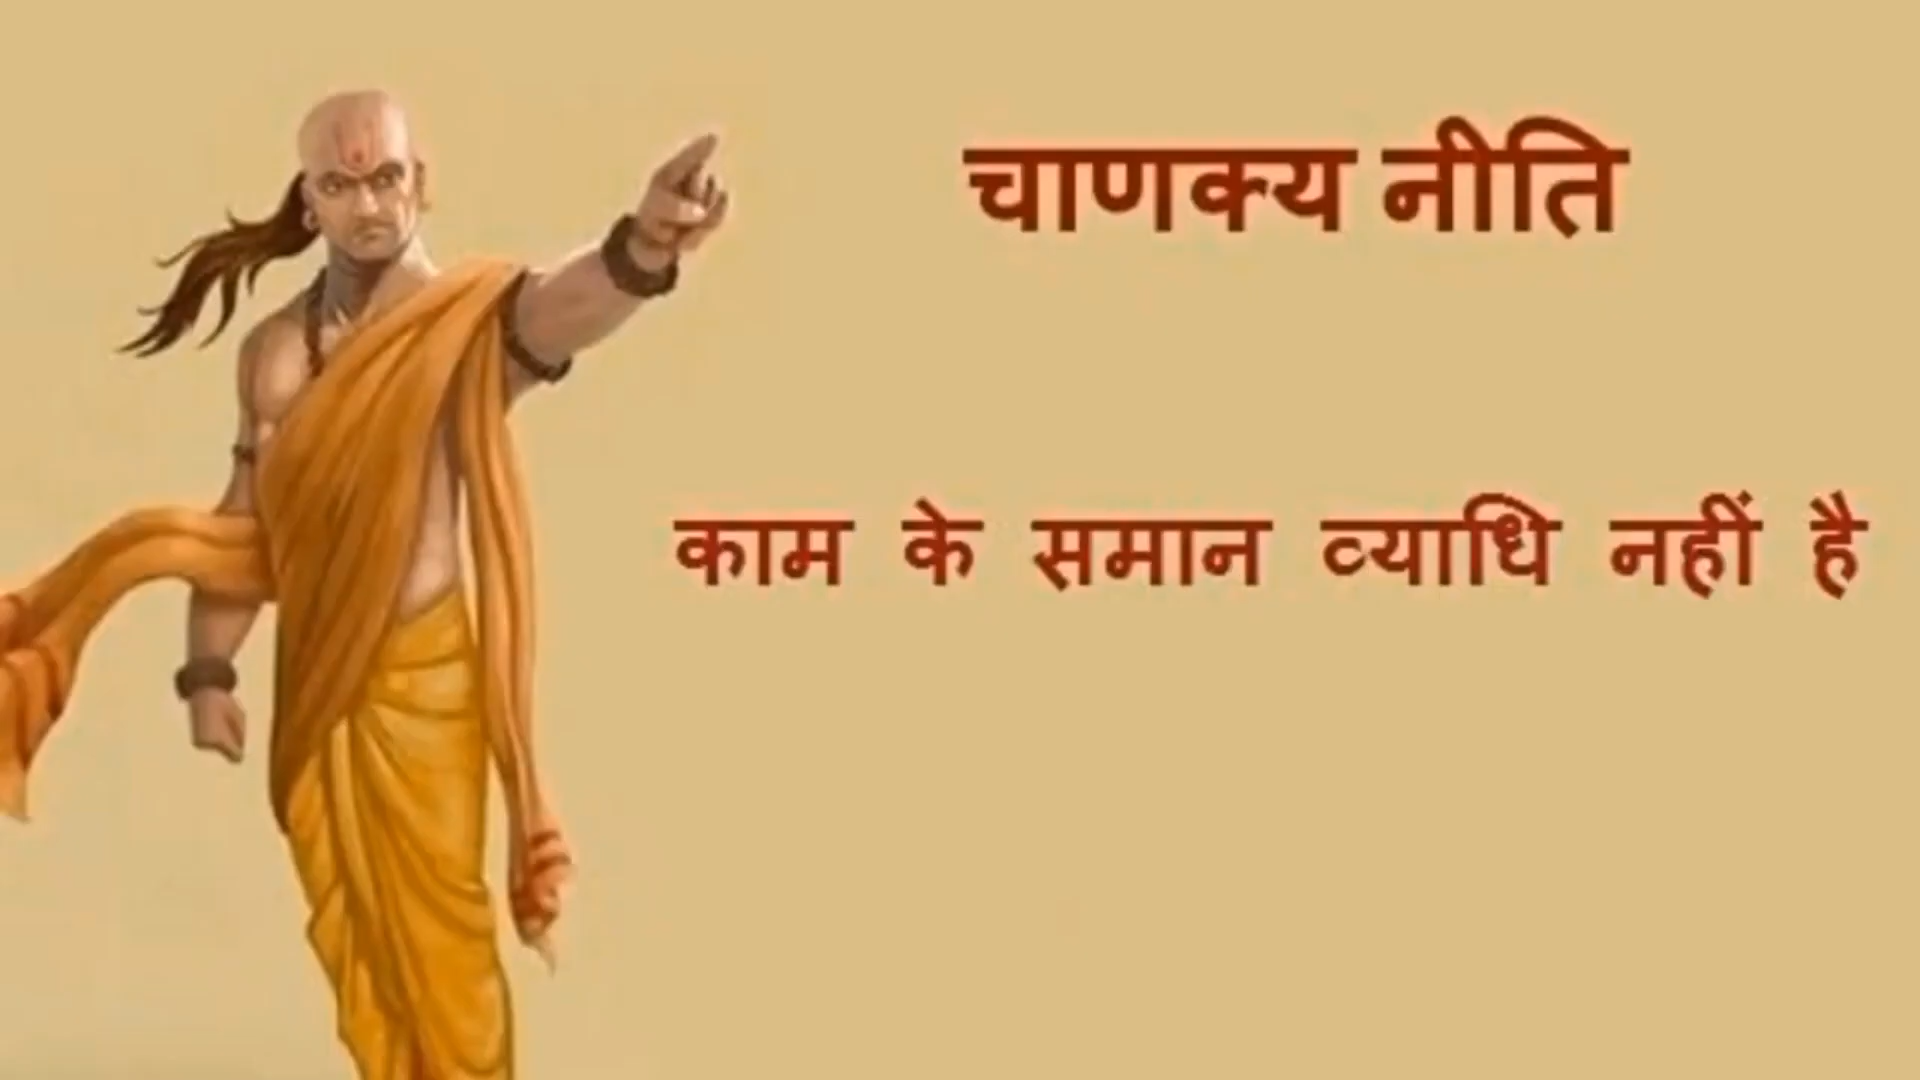 चाणक्य नीति
काम के समान व्याधि नहीं है